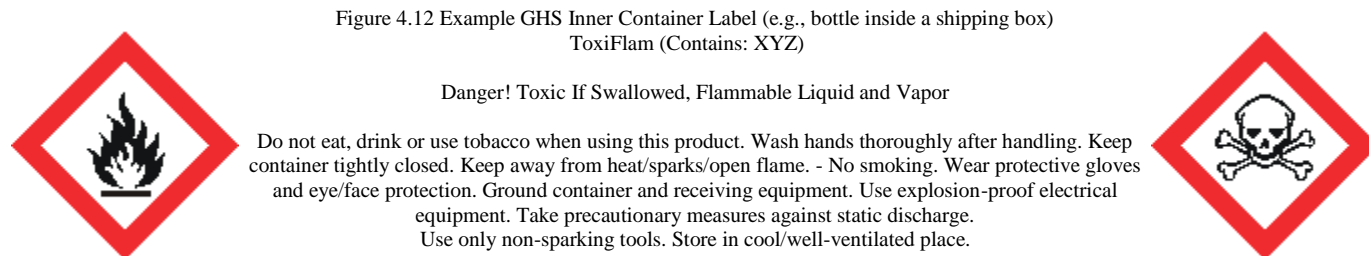 Figure 4.12 Example GHS Inner Container Label (e.g., bottle inside a shipping box)
ToxiFlam (Contains: XYZ)
Danger! Toxic If Swallowed, Flammable Liquid and Vapor
Do not eat, drink or use tobacco when using this product. Wash hands thoroughly after handling. Keep
container tightly closed. Keep away from heat/sparks/open flame. - No smoking. Wear protective gloves
and eye/face protection. Ground container and receiving equipment. Use explosion-proof electrical
equipment. Take precautionary measures against static discharge.
Use only non-sparking tools. Store in cool/well-ventilated place.